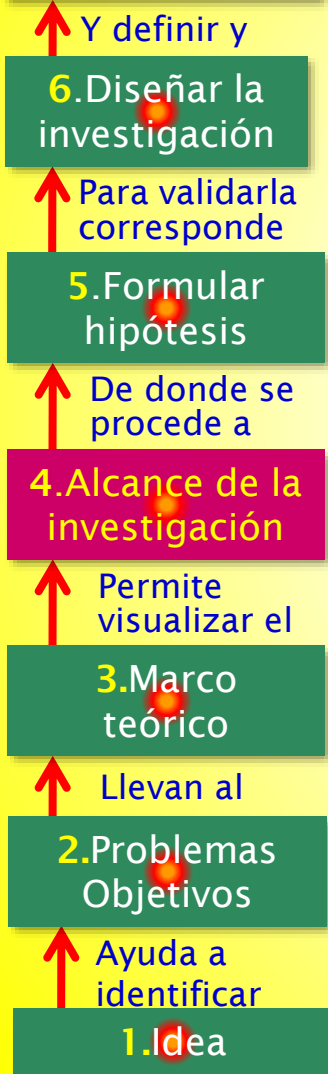 Y definir y
6.Diseñar la
investigación
Para validarla
corresponde
5.Formular
hipótesis
De donde se
procede a
4.Alcance de la
investigación
Permite
visualizar el
3.Marco
teórico
Llevan al
2.Problemas
Objetivos
Ayuda a
identificar
1.Idea